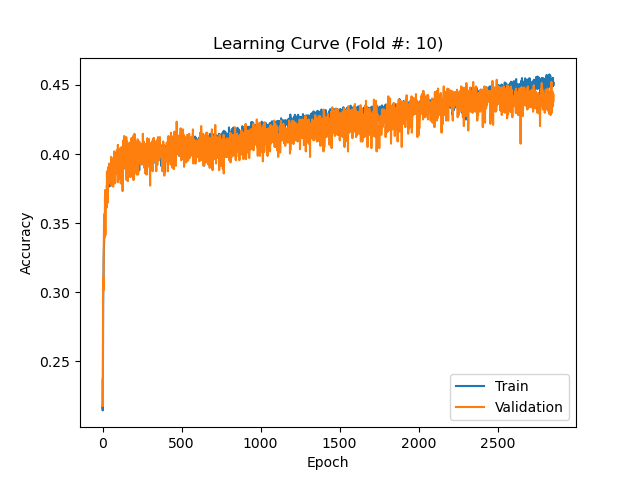 Learning Curve (Fold #: 10)
0.45
0.40
0.35
0.30
0.25
Accuracy
0 500 1000 1500 2000 2500
Epoch
Train
Validation